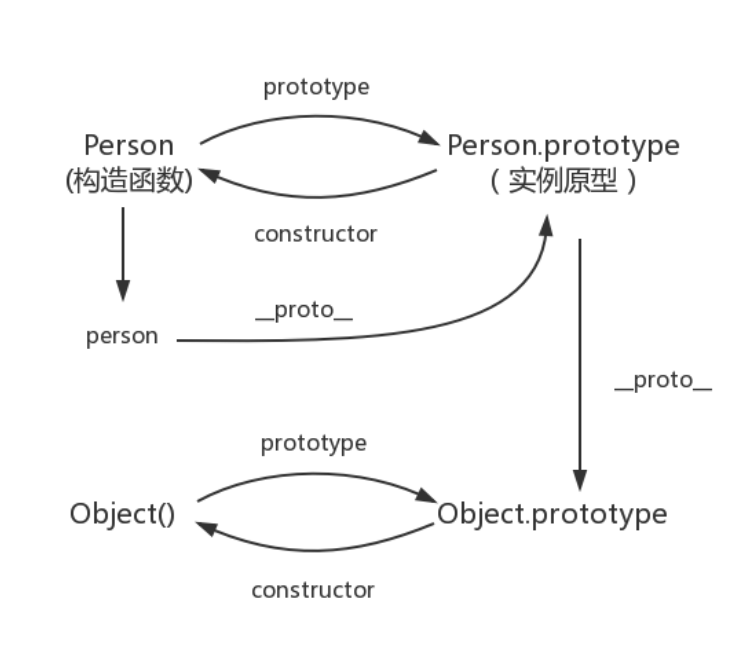 prototype
Person
Person.prototype
(构造函数)
（实例原型）
constructor
__proto__
person
__proto__
prototype
Object()
Object.prototype
constructor